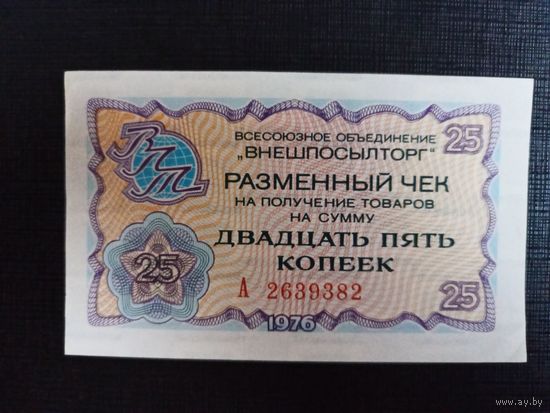 ВПТ
ВСЕСОЮЗНОЕ ОБЪЕДИНЕНИЕ
„ВНЕШПОСЫЛТОРГ"
25
РАЗМЕННЫЙ ЧЕК
НА ПОЛУЧЕНИЕ ТОВАРОВ
НА СУММУ
ДВАДЦАТЬ ПЯТЬ
КОПЕЕК
25
А 2639382
25
1976
www.ay.by